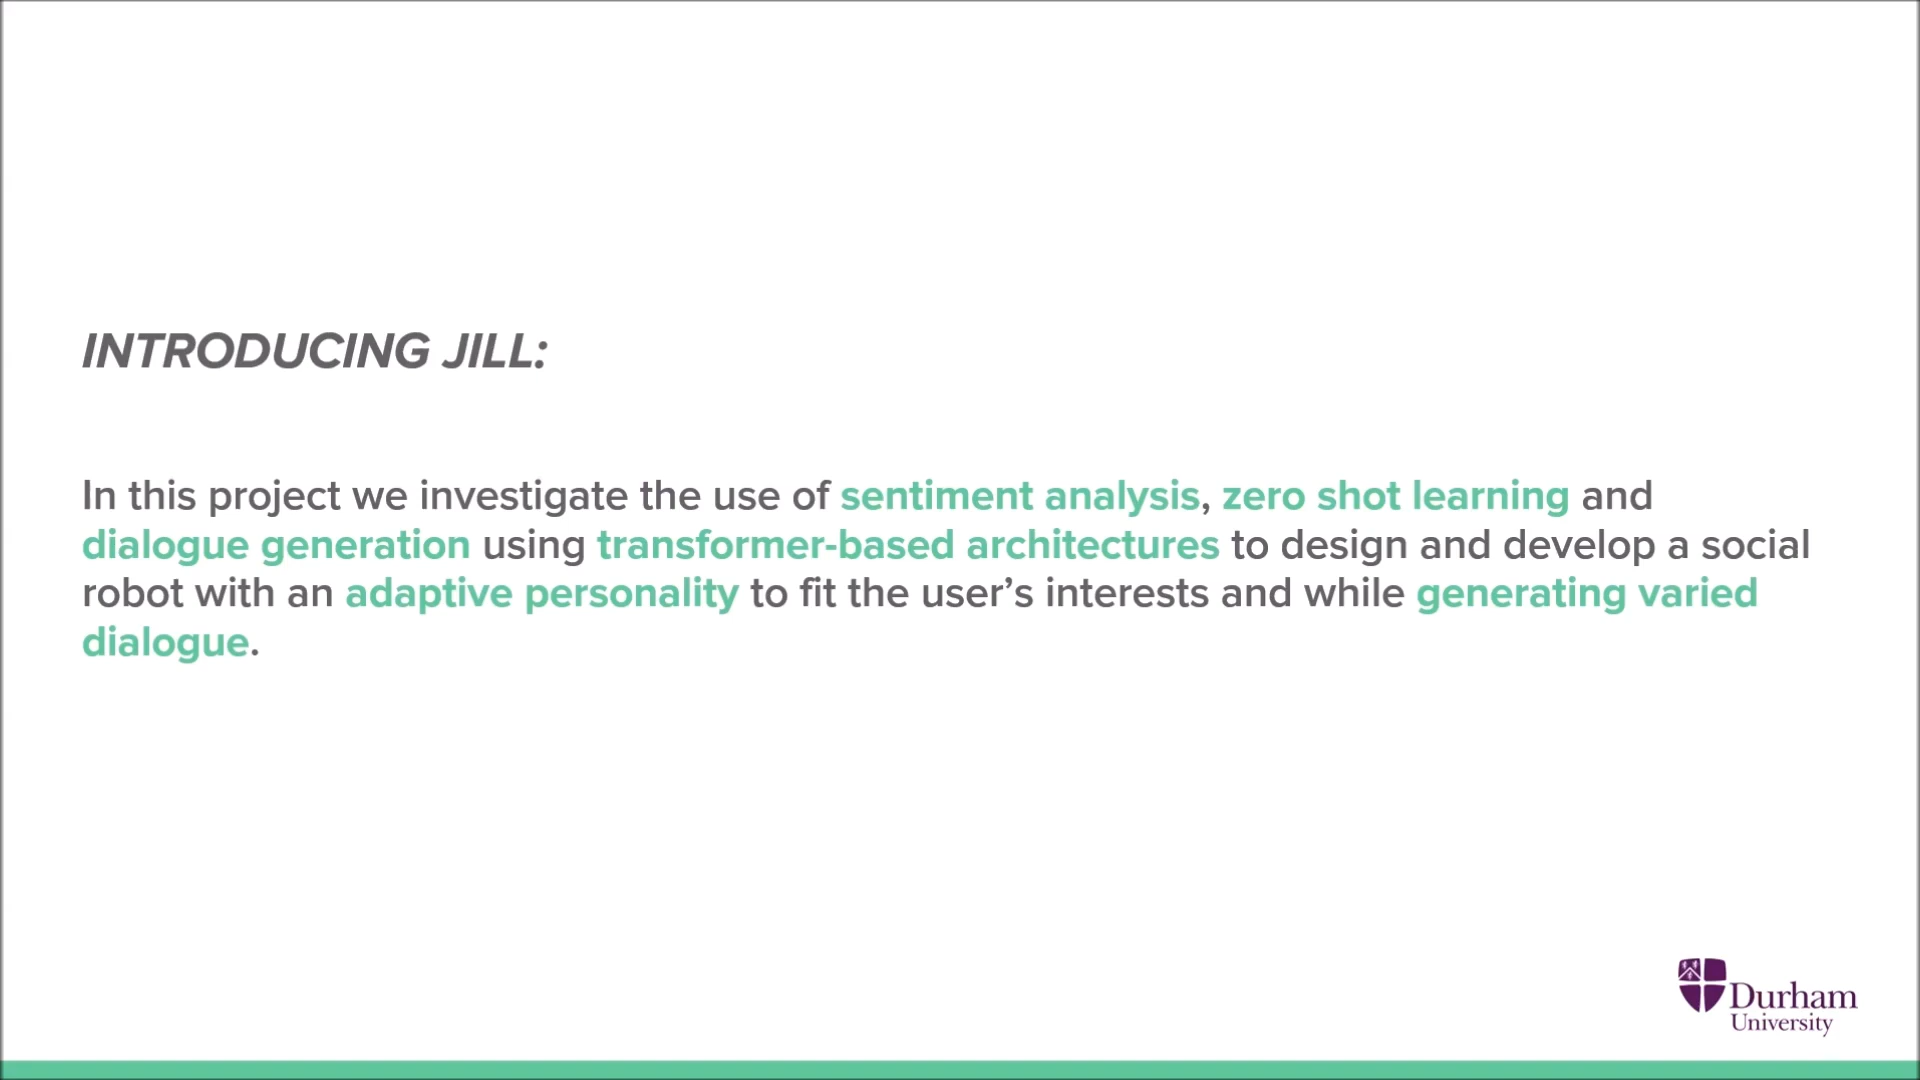 INTRODUCING JILL:
In this project we investigate the use of sentiment analysis, zero shot learning and
dialogue generation using transformer-based architectures to design and develop a social
robot with an adaptive personality to fit the user’s interests and while generating varied
dialogue.
Durham
University